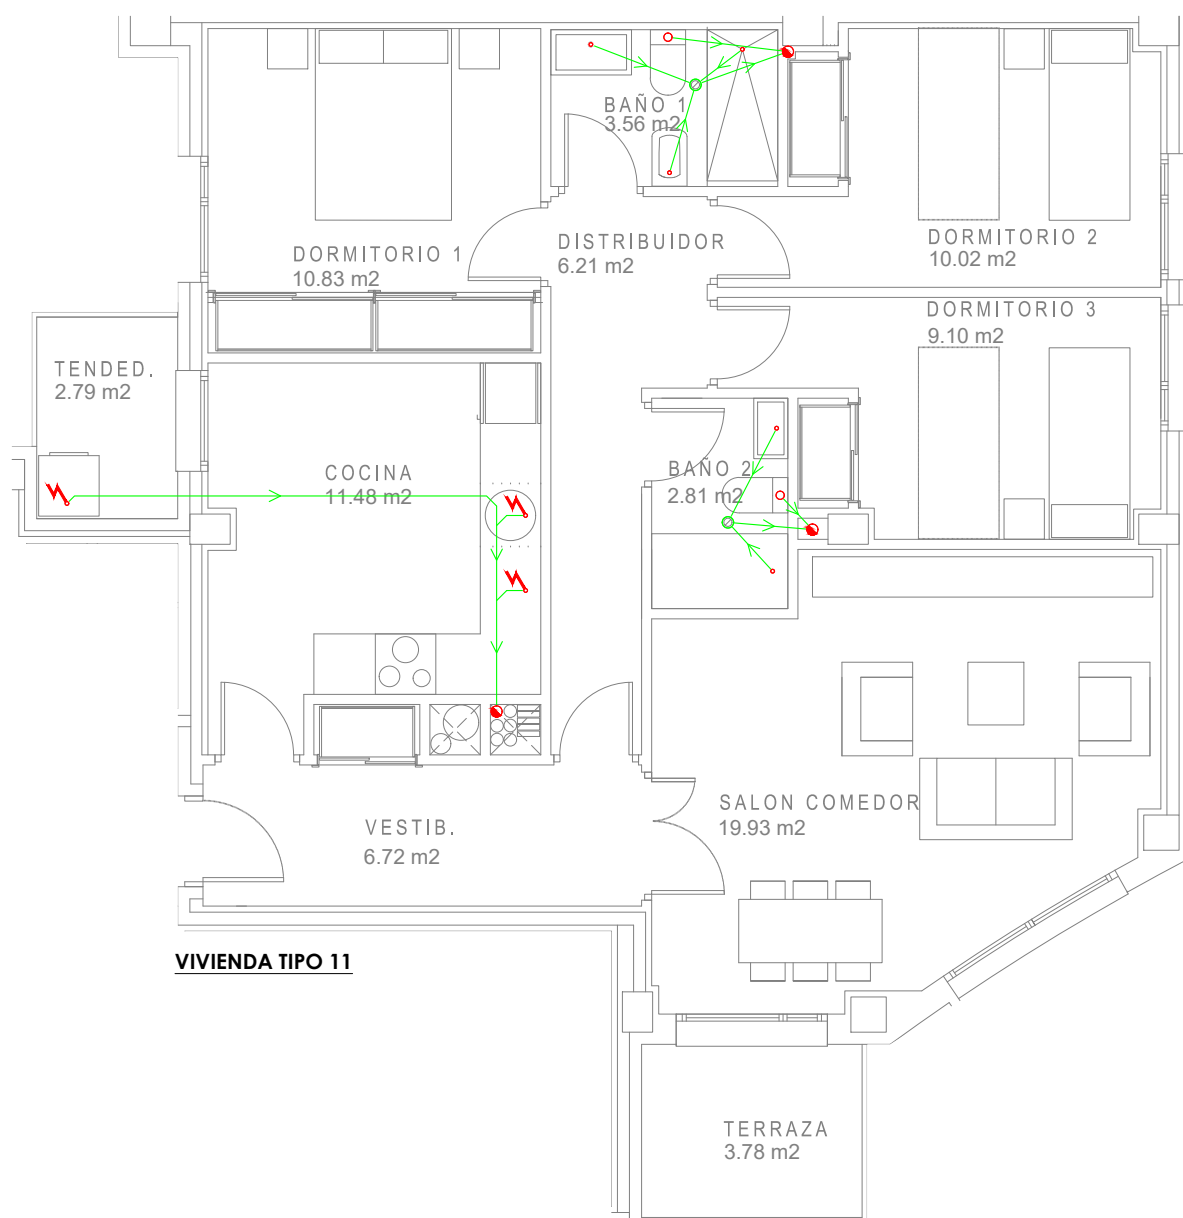 BAÑO 1
3.56 m2
DORMITORIO 1
10.83 m2
DISTRIBUIDOR
6.21 m2
DORMITORIO 2
10.02 m2
DORMITORIO 3
9.10 m2
TENDED.
2.79 m2
COCINA
11.48 m2
BAÑO 2
2.81 m2
SALON COMEDOR
19.93 m2
VESTIB.
6.72 m2
VIVIENDA TIPO 11
TERRAZA
3.78 m2